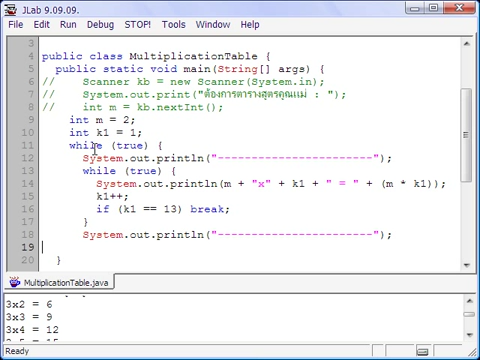 JLab 9.09.09.
File Edit Run Debug STOP! Tools Window Help
3
4 public class MultiplicationTable {
5 public static void main(String[] args) {
6 // Scanner kb = new Scanner(System.in);
7 // System.out.print("ต้องการตารางสูตรคูณแม่ : ");
8 // int m = kb.nextInt();
9 int m = 2;
10 int k1 = 1;
11 while (true) {
12 System.out.println("-----------------------");
13 while (true) {
14 System.out.println(m + "x" + k1 + " = " + (m * k1));
15 k1++;
16 if (k1 == 13) break;
17 }
18 System.out.println("-----------------------");
19
20 }
MultiplicationTable.java
3x2 = 6
3x3 = 9
3x4 = 12
Ready